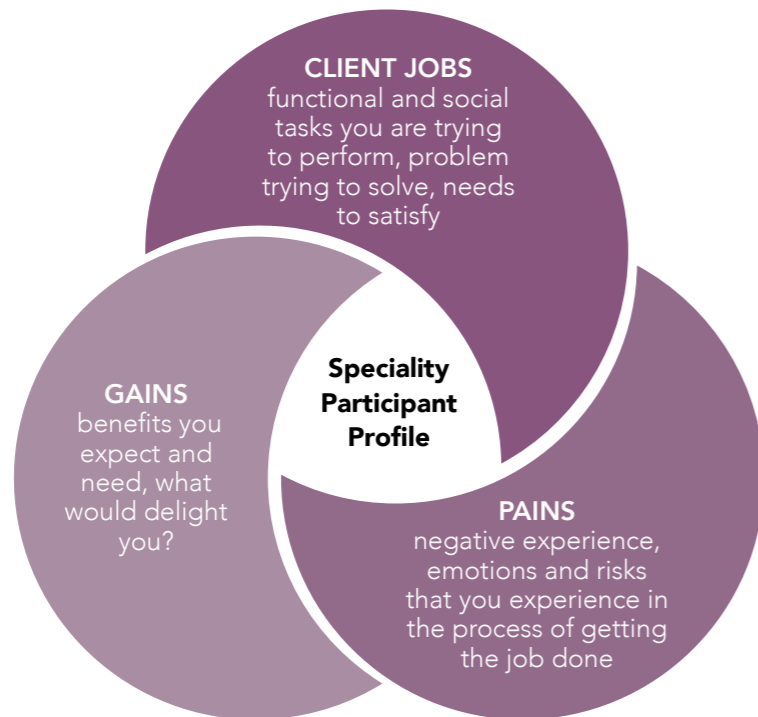 CLIENT JOBS
functional and social
tasks you are trying
to perform, problem
trying to solve, needs
to satisfy
Speciality
Participant
Profile
GAINS
benefits you
expect and
need, what
would delight
you?
PAINS
negative experience,
emotions and risks
that you experience in
the process of getting
the job done